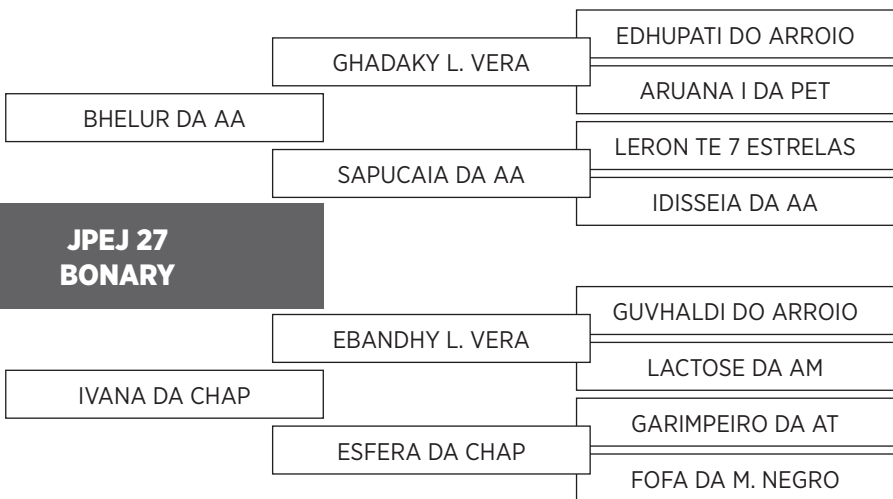 EDHUPATI DO ARROIO
GHADAKY L. VERA
ARUANA I DA PET
BHELUR DA AA
LERON TE 7 ESTRELAS
SAPUCAIA DA AA
IDISSEIA DA AA
JPEJ 27
BONARY
GUVHALDI DO ARROIO
EBANDHY L. VERA
LACTOSE DA AM
IVANA DA CHAP
GARIMPEIRO DA AT
ESFERA DA CHAP
FOFA DA M. NEGRO